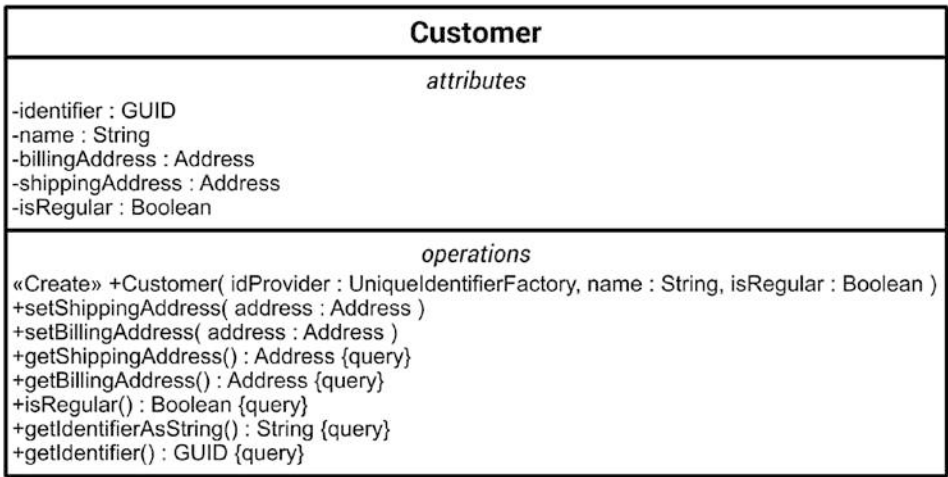 Customer
attributes
-identifier : GUID
-name : String
-billingAddress : Address
-shippingAddress : Address
-isRegular : Boolean
operations
«Create» +Customer( idProvider : UniqueIdentifierFactory, name : String, isRegular : Boolean )
+setShippingAddress( address : Address )
+setBillingAddress( address : Address )
+getShippingAddress() : Address {query}
+getBillingAddress() : Address {query}
+isRegular() : Boolean {query}
+getIdentifierAsString() : String {query}
+getIdentifier() : GUID {query}